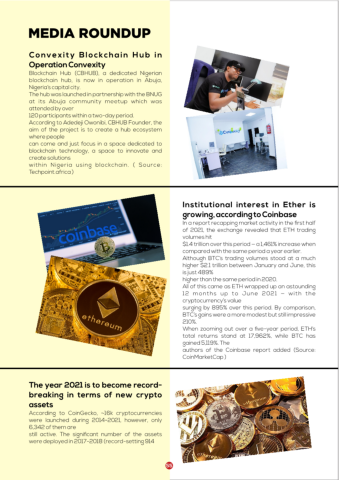 MEDIA ROUNDUP
Convexity Blockchain Hub in
Operation Convexity
Blockchain Hub (CBHUB), a dedicated Nigerian
blockchain hub, is now in operation in Abuja,
Nigeria's capital city.
The hub was launched in partnership with the BNUG
at its Abuja community meetup which was
attended by over
120 participants within a two-day period.
According to Adedeji Owonibi, CBHUB Founder, the
aim of the project is to create a hub ecosystem
where people
can come and just focus in a space dedicated to
blockchain technology, a space to innovate and
create solutions
within Nigeria using blockchain. ( Source:
Techpoint.africa)
coinbase
ethereum
Institutional interest in Ether is
growing, according to Coinbase
In a report recapping market activity in the first half
of 2021, the exchange revealed that ETH trading
volumes hit
$1.4 trillion over this period — a 1,461% increase when
compared with the same period a year earlier.
Although BTC's trading volumes stood at a much
higher $2.1 trillion between January and June, this
is just 489%
higher than the same period in 2020.
All of this came as ETH wrapped up an astounding
12 months up to June 2021 — with the
cryptocurrency's value
surging by 895% over this period. By comparison,
BTC's gains were a more modest but still impressive
210%.
When zooming out over a five-year period, ETH's
total returns stand at 17,962%, while BTC has
gained 5,119%. The
authors of the Coinbase report added (Source:
CoinMarketCap )
The year 2021 is to become record-
breaking in terms of new crypto
assets
According to CoinGecko, ~16k cryptocurrencies
were launched during 2014-2021, however, only
6,342 of them are
still active. The significant number of the assets
were deployed in 2017-2018 (record-setting 914